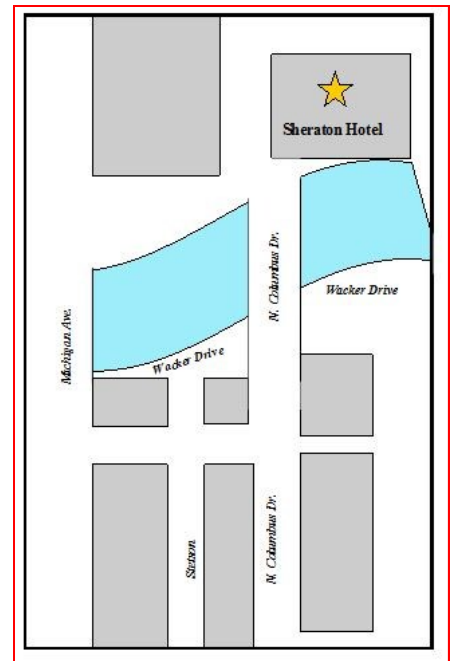 Sheraton Hotel
N. Columbus Dr.
Wacker Drive
Michigan Ave.
Wacker Drive
Stetson
N. Columbus Dr.